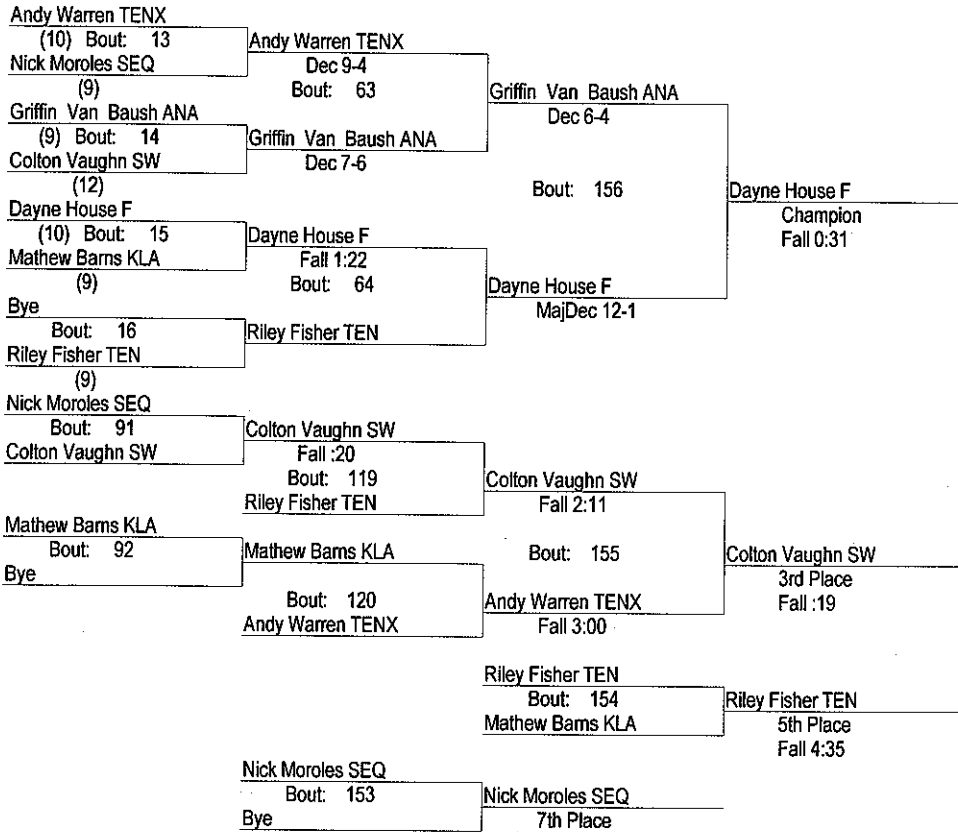 Andy Warren TENX
(10) Bout: 13
Nick Moroles SEQ
(9)
Griffin Van Baush ANA
(9) Bout: 14
Colton Vaughn SW
(12)
Dayne House F
(10) Bout: 15
Mathew Barns KLA
(9)
Bye
Bout: 16
Riley Fisher TEN
(9)
Andy Warren TENX
Dec 9-4
Bout: 63
Griffin Van Baush ANA
Dec 7-6
Dayne House F
Fall 1:22
Bout: 64
Riley Fisher TEN
Griffin Van Baush ANA
Dec 6-4
Bout: 156
Dayne House F
MajDec 12-1
Dayne House F
Champion
Fall 0:31
Nick Moroles SEQ
Bout: 91
Colton Vaughn SW
Mathew Barns KLA
Bout: 92
Bye
Colton Vaughn SW
Fall :20
Bout: 119
Riley Fisher TEN
Mathew Barns KLA
Bout: 120
Andy Warren TENX
Colton Vaughn SW
Fall 2:11
Bout: 155
Andy Warren TENX
Fall 3:00
Colton Vaughn SW
3rd Place
Fall :19
Riley Fisher TEN
Bout: 154
Mathew Barns KLA
Riley Fisher TEN
5th Place
Fall 4:35
Nick Moroles SEQ
Bout: 153
Bye
Nick Moroles SEQ
7th Place